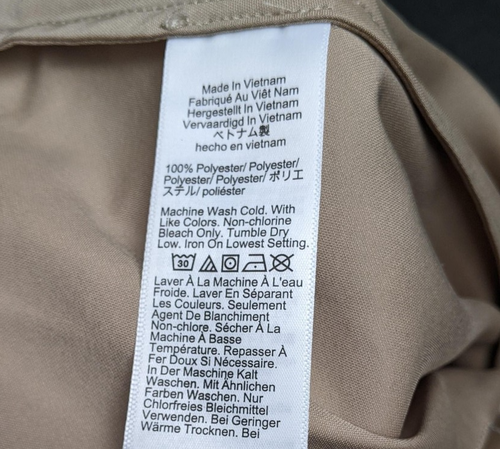 Made In Vietnam
Fabriqué Au Viêt Nam
Hergestellt In Vietnam
Vervaardigd In Vietnam
ベトナム製
hecho en vietnam
100% Polyester/ Polyester/
Polyester/ Polyester/ ポリエ
ステル/ poliéster
Machine Wash Cold. With
Like Colors. Non-chlorine
Bleach Only. Tumble Dry
Low. Iron On Lowest Setting.
30
Laver À La Machine À L'eau
Froide. Laver En Séparant
Les Couleurs. Seulement
Agent De Blanchiment
Non-chlore. Sécher À La
Machine À Basse
Température. Repasser À
Fer Doux Si Nécessaire.
In Der Maschine Kalt
Waschen. Mit Ähnlichen
Farben Waschen. Nur
Chlorfreies Bleichmittel
Verwenden. Bei Geringer
Wärme Trocknen. Bei